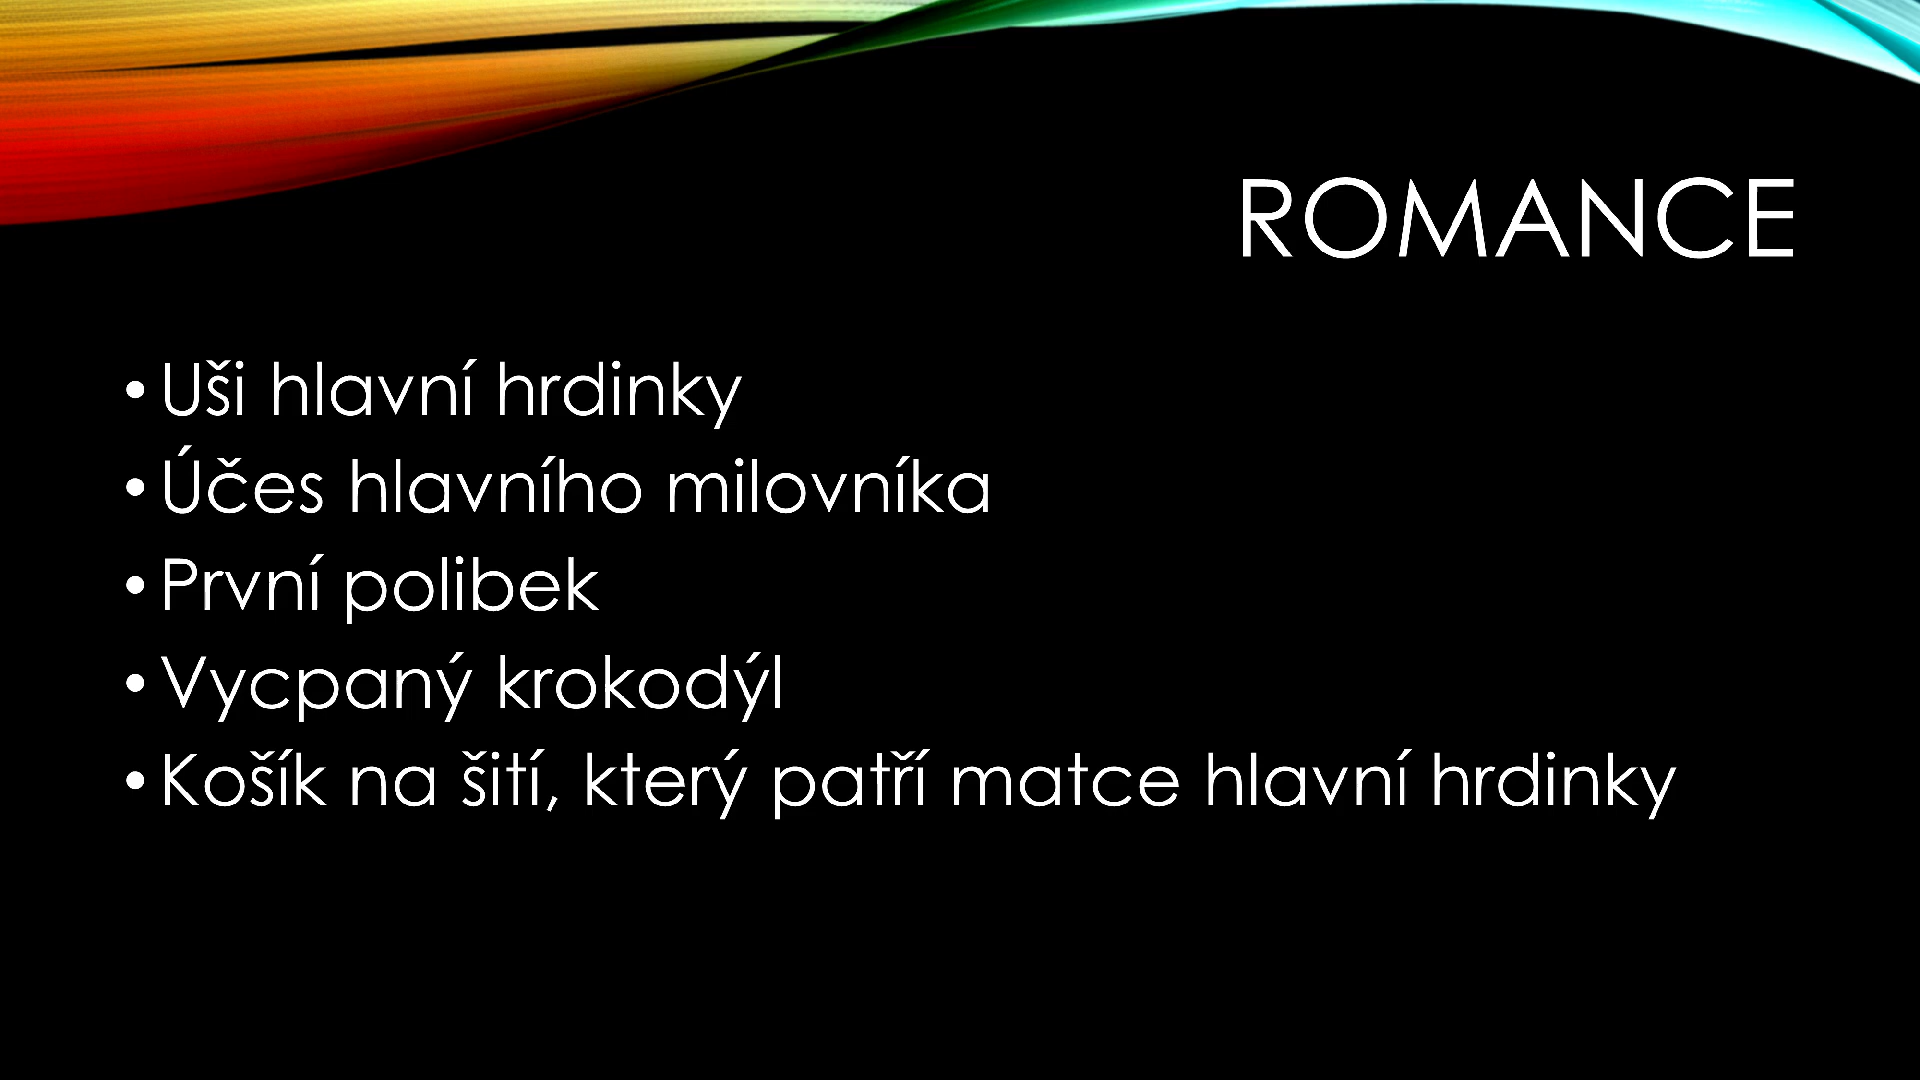 ROMANCE
• Uši hlavní hrdinky
• Účes hlavního milovníka
• První polibek
• Vycpaný krokodýl
• Košík na šití, který patří matce hlavní hrdinky